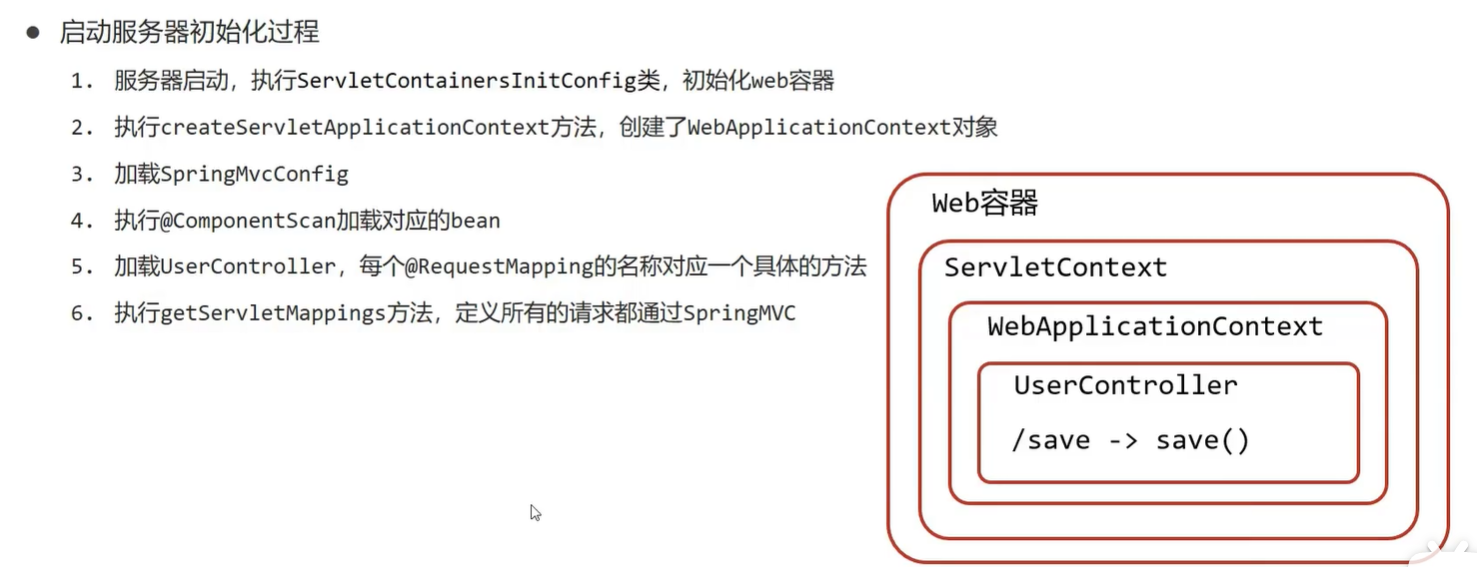 ● 启动服务器初始化过程
1. 服务器启动，执行ServletContainersInitConfig类，初始化web容器
2. 执行createServletApplicationContext方法，创建了WebApplicationContext对象
3. 加载SpringMvcConfig
4. 执行@ComponentScan加载对应的bean
5. 加载UserController，每个@RequestMapping的名称对应一个具体的方法
6. 执行getServletMappings方法，定义所有的请求都通过SpringMVC
Web容器
ServletContext
WebApplicationContext
UserController
/save -> save()